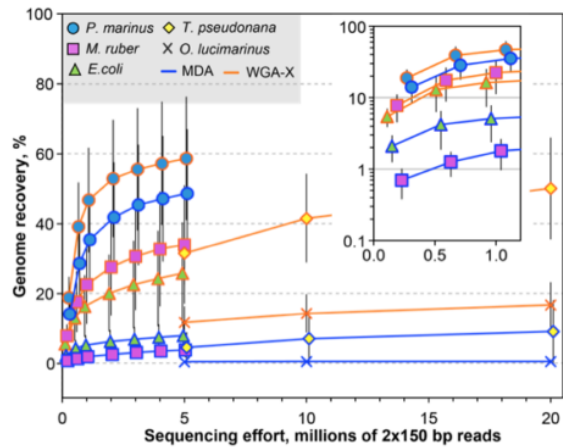 P. marinus T. pseudonana
M. ruber O. lucimarinus
E.coli MDA WGA-X
Genome recovery, %
100
80
60
40
20
0
0 5 10 15 20
Sequencing effort, millions of 2x150 bp reads
100
10
1
0.1
0.0 0.5 1.0